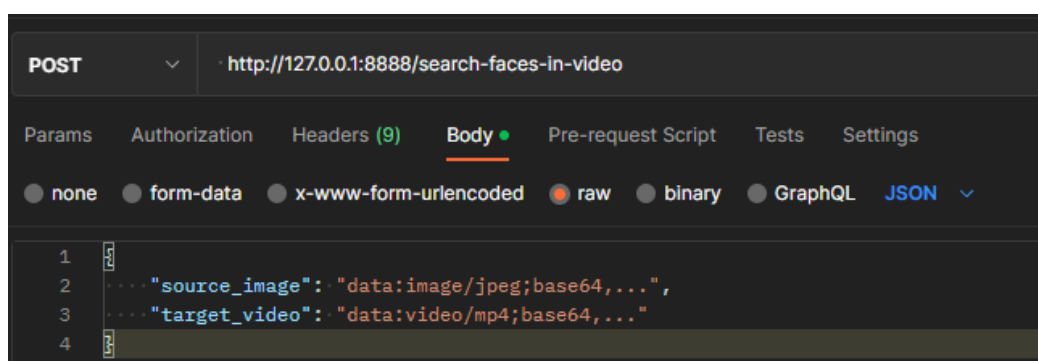 POST http://127.0.0.1:8888/search-faces-in-video
Params Authorization Headers (9) Body Pre-request Script Tests Settings
none form-data x-www-form-urlencoded raw binary GraphQL JSON
1 {
2 "source_image": "data:image/jpeg;base64,...",
3 "target_video": "data:video/mp4;base64,..."
4 }